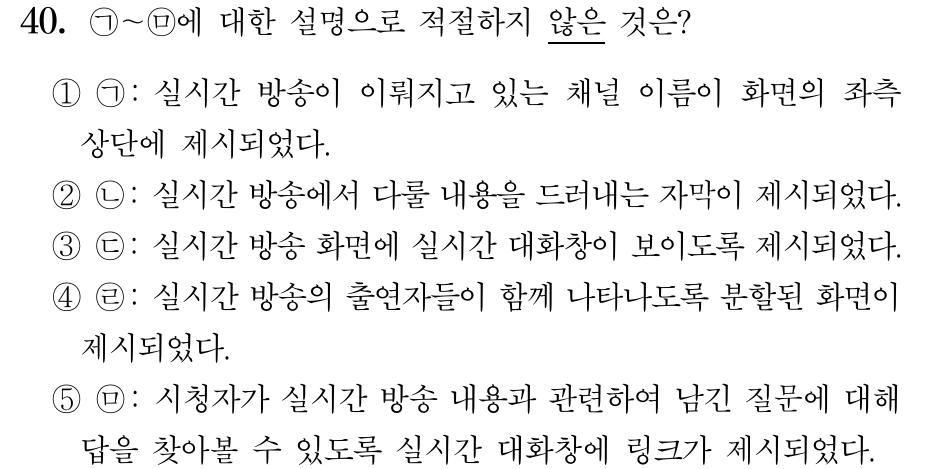 40. ㉠~㉤에 대한 설명으로 적절하지 않은 것은?
① ㉠: 실시간 방송이 이뤄지고 있는 채널 이름이 화면의 좌측
상단에 제시되었다.
② ㉡: 실시간 방송에서 다룰 내용을 드러내는 자막이 제시되었다.
③ ㉢: 실시간 방송 화면에 실시간 대화창이 보이도록 제시되었다.
④ ㉣: 실시간 방송의 출연자들이 함께 나타나도록 분할된 화면이
제시되었다.
⑤ ㉤: 시청자가 실시간 방송 내용과 관련하여 남긴 질문에 대해
답을 찾아볼 수 있도록 실시간 대화창에 링크가 제시되었다.